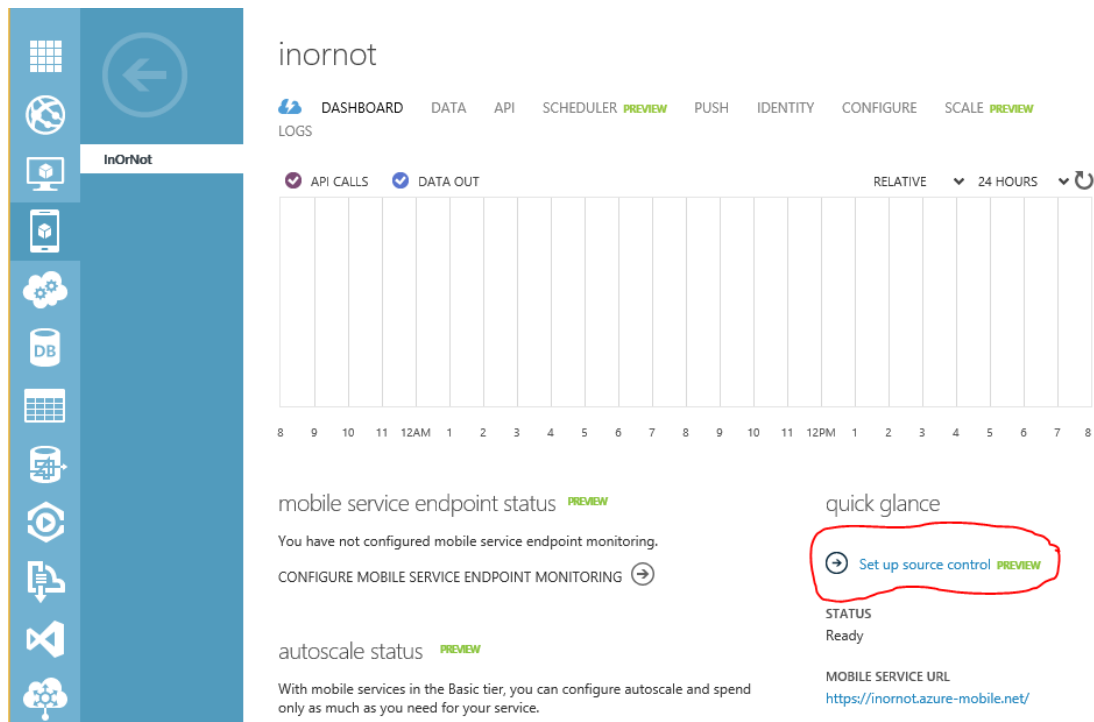 inornot
DASHBOARD DATA API SCHEDULER PREVIEW PUSH IDENTITY CONFIGURE SCALE PREVIEW
LOGS
InOrNot
API CALLS DATA OUT RELATIVE 24 HOURS
DB
8 9 10 11 12AM 1 2 3 4 5 6 7 8 9 10 11 12PM 1 2 3 4 5 6 7 8
mobile service endpoint status PREVIEW
You have not configured mobile service endpoint monitoring.
CONFIGURE MOBILE SERVICE ENDPOINT MONITORING
autoscale status PREVIEW
With mobile services in the Basic tier, you can configure autoscale and spend
only as much as you need for your service.
quick glance
Set up source control PREVIEW
STATUS
Ready
MOBILE SERVICE URL
https://inornot.azure-mobile.net/